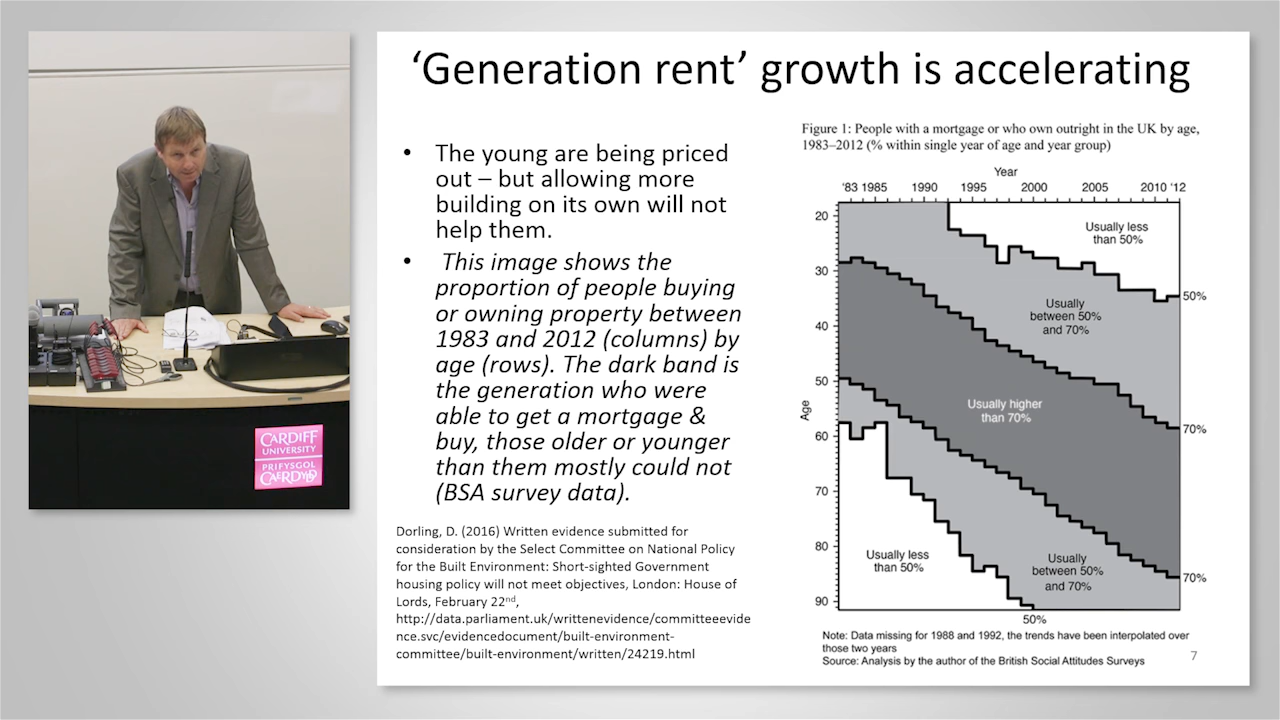 ‘Generation rent’ growth is accelerating
• The young are being priced
out – but allowing more
building on its own will not
help them.
• This image shows the
proportion of people buying
or owning property between
1983 and 2012 (columns) by
age (rows). The dark band is
the generation who were
able to get a mortgage &
buy, those older or younger
than them mostly could not
(BSA survey data).
Dorling, D. (2016) Written evidence submitted for
consideration by the Select Committee on National Policy
for the Built Environment: Short-sighted Government
housing policy will not meet objectives, London: House of
Lords, February 22nd,
http://data.parliament.uk/writtenevidence/committeeevide
nce.svc/evidencedocument/built-environment-
committee/built-environment/written/24219.html
Figure 1: People with a mortgage or who own outright in the UK by age,
1983–2012 (% within single year of age and year group)
Year
‘83 1985 1990 1995 2000 2005 2010 ‘12
20
30
40
50
60
70
80
90
Age
Usually less
than 50%
50%
Usually
between 50%
and 70%
Usually higher
than 70%
70%
Usually less
than 50%
Usually
between 50%
and 70%
70%
50%
Note: Data missing for 1988 and 1992, the trends have been interpolated over
those two years
Source: Analysis by the author of the British Social Attitudes Surveys
7
CARDIFF
UNIVERSITY
PRIFYSGOL
CAERDYDD